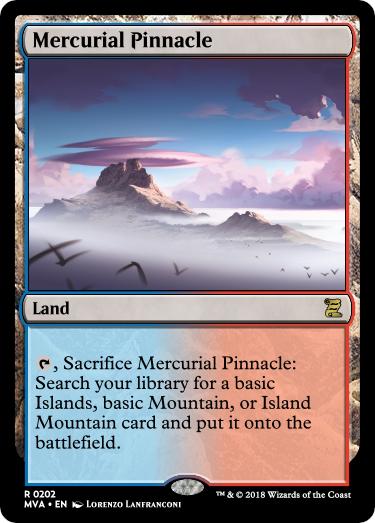 Mercurial Pinnacle
Land
, Sacrifice Mercurial Pinnacle:
Search your library for a basic
Islands, basic Mountain, or Island
Mountain card and put it onto the
battlefield.
R 0202
MVA • EN Lorenzo Lanfranconi
™ & © 2018 Wizards of the Coast